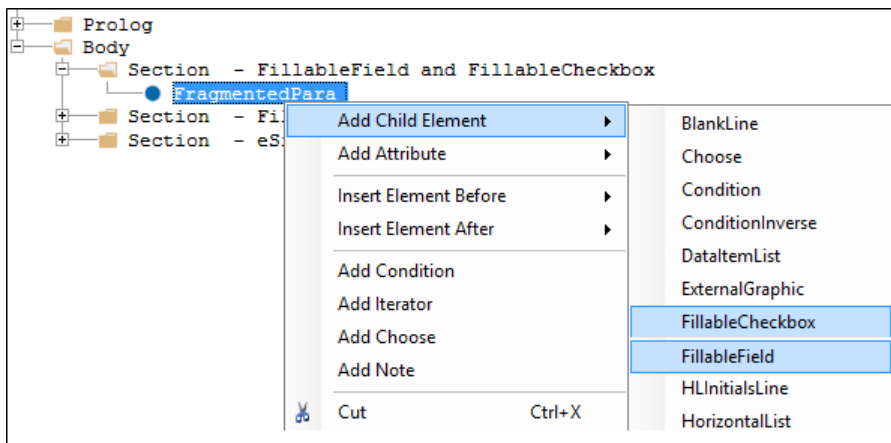 Prolog
Body
Section - FillableField and FillableCheckbox
FragmentedPara
Section - Fi
Section - eS
Add Child Element
Add Attribute
Insert Element Before
Insert Element After
Add Condition
Add Iterator
Add Choose
Add Note
Cut Ctrl+X
BlankLine
Choose
Condition
ConditionInverse
DataItemList
ExternalGraphic
FillableCheckbox
FillableField
HLInitialsLine
HorizontalList